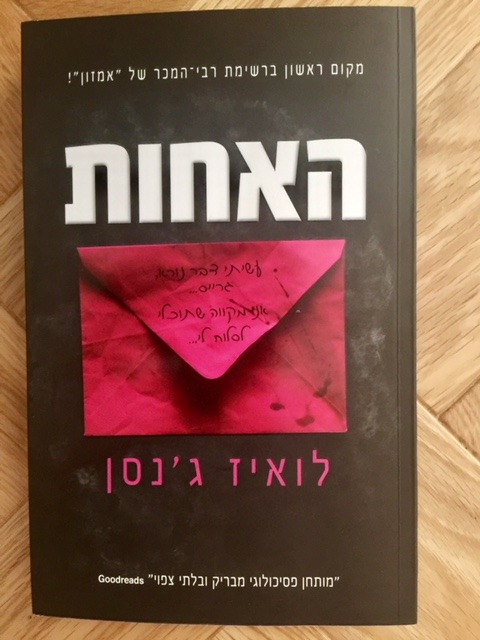 מקום ראשון ברשימת רבי־המכר של "אמזון"!
האחות
עשיתי דבר נורא,
גרייס...
אני מקווה שתוכלי
לסלוח לי...
לואיז ג'נסן
"מותחן פסיכולוגי מבריק ובלתי צפוי" Goodreads